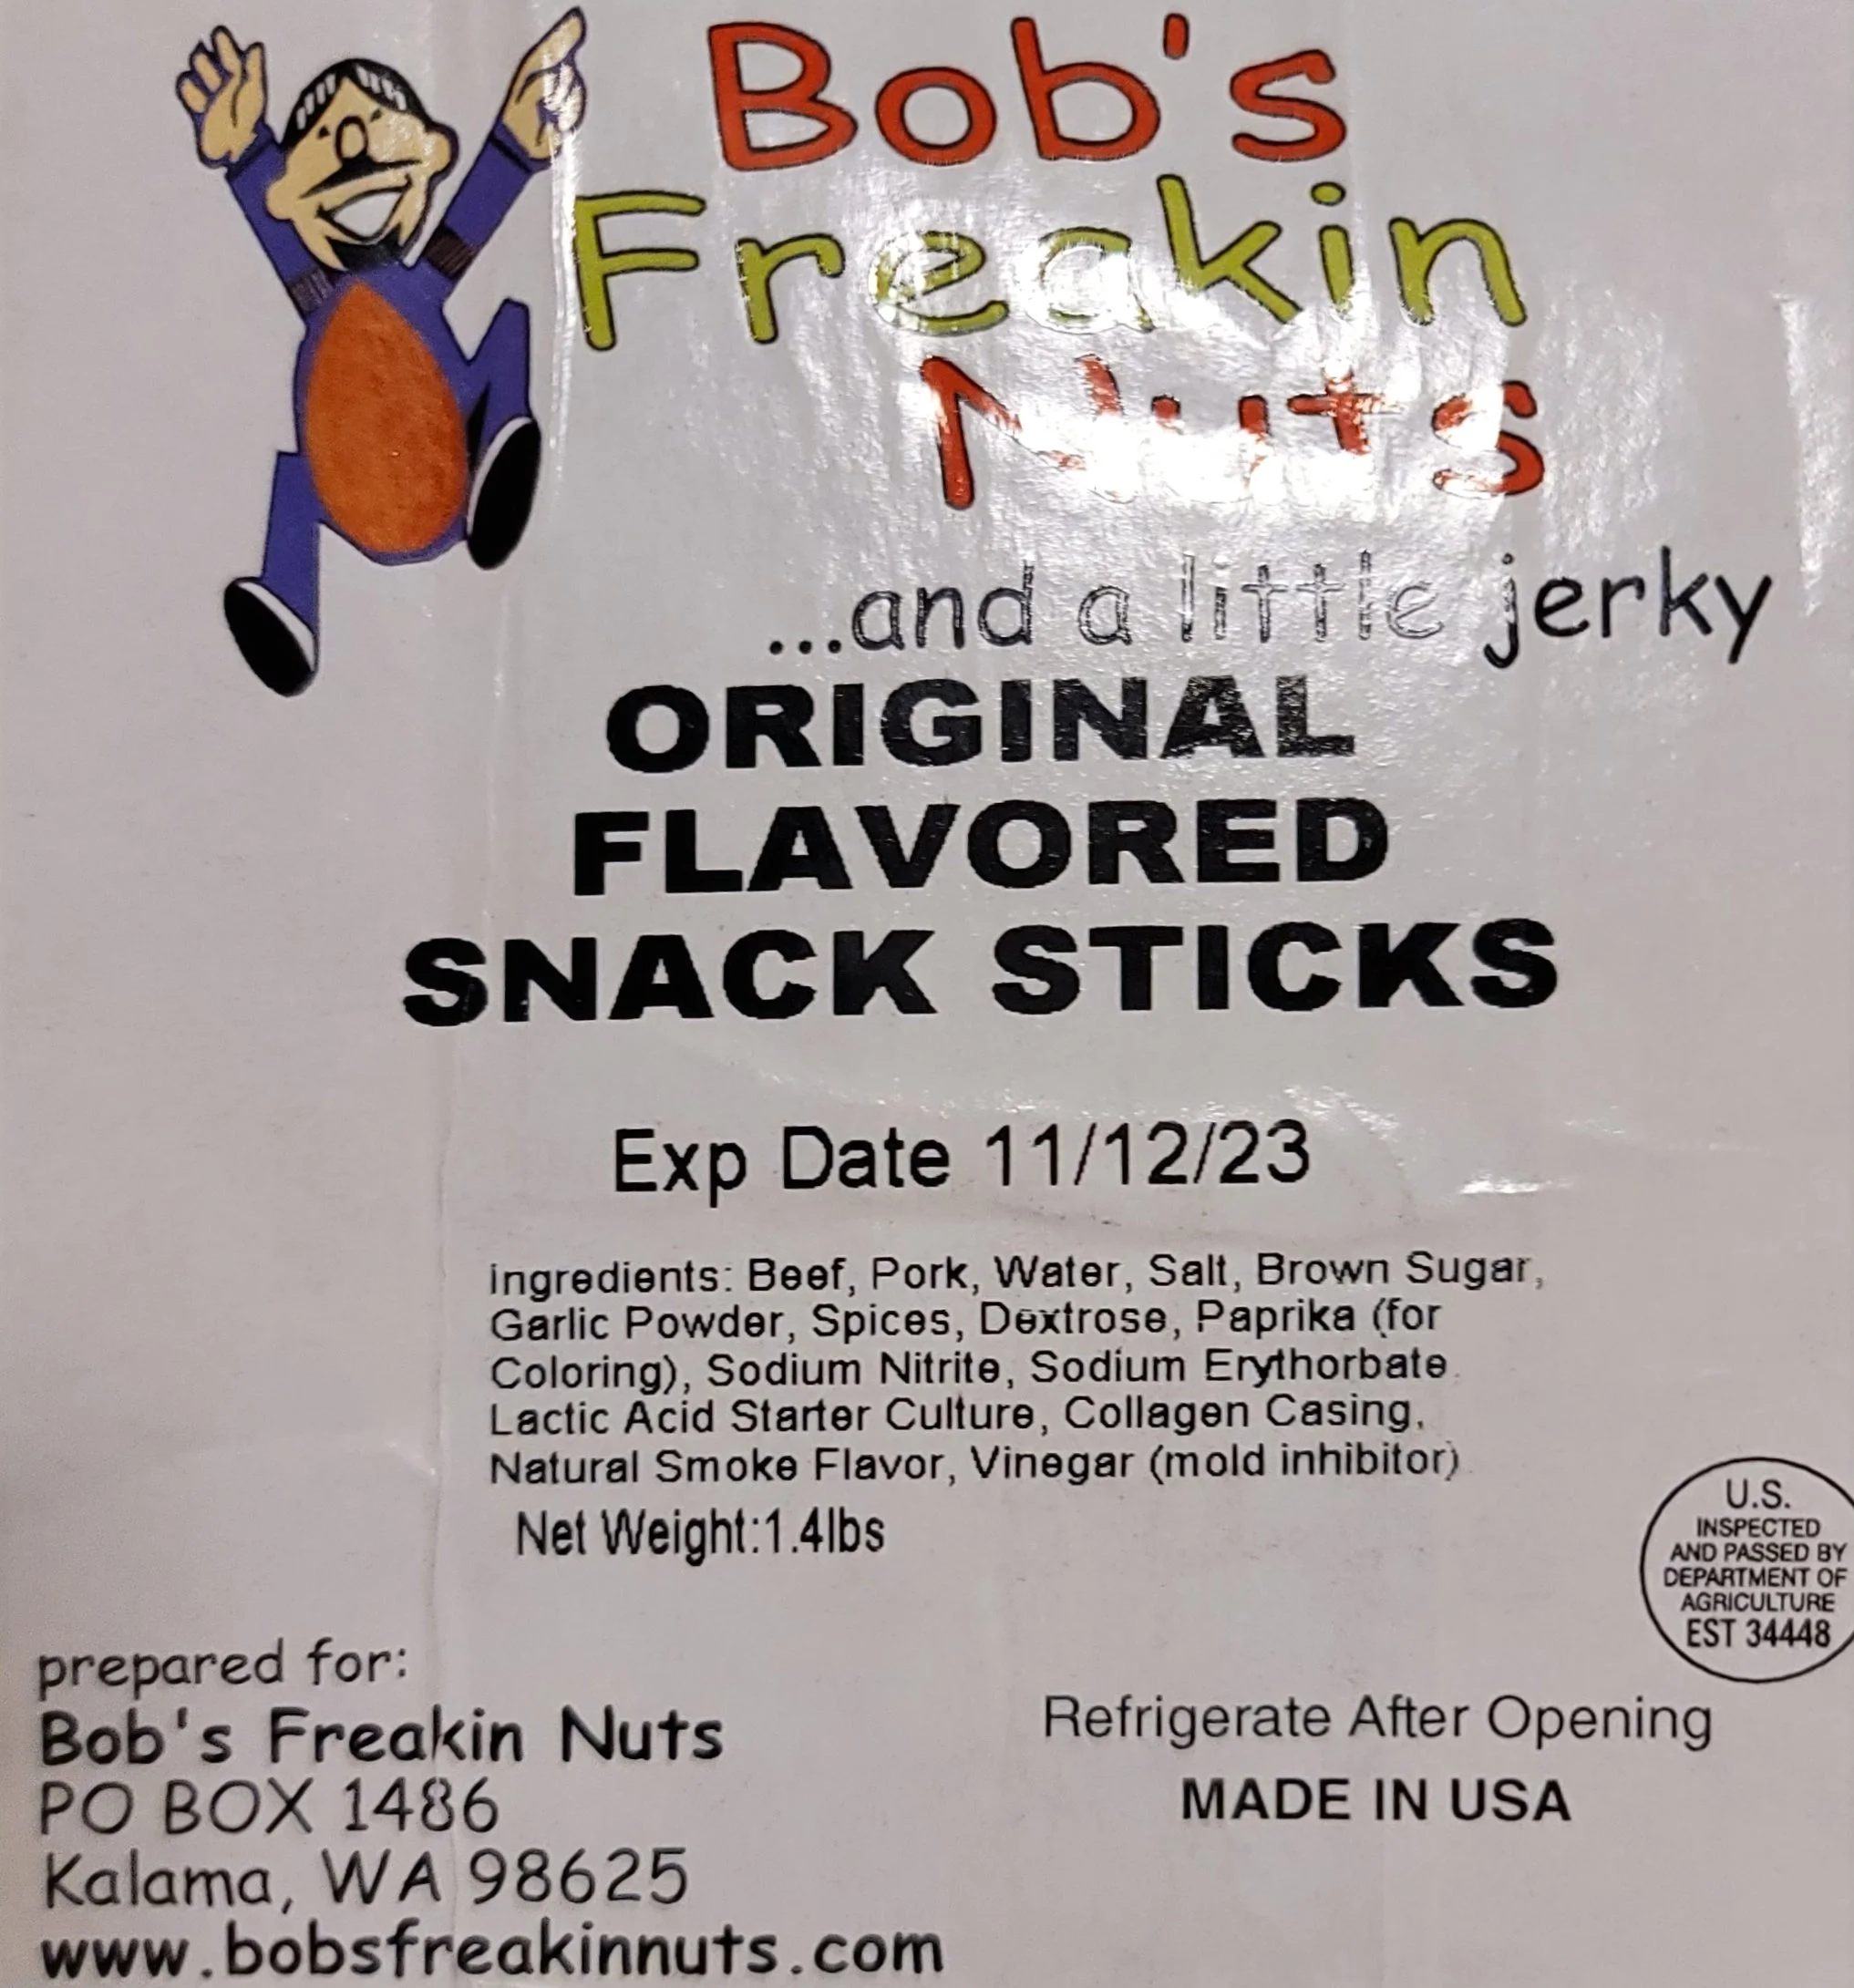 Bob's
Freakin
Nuts
...and a little jerky
ORIGINAL
FLAVORED
SNACK STICKS
Exp Date 11/12/23
Ingredients: Beef, Pork, Water, Salt, Brown Sugar,
Garlic Powder, Spices, Dextrose, Paprika (for
Coloring), Sodium Nitrite, Sodium Erythorbate.
Lactic Acid Starter Culture, Collagen Casing,
Natural Smoke Flavor, Vinegar (mold inhibitor)
Net Weight:1.4lbs
U.S.
INSPECTED
AND PASSED BY
DEPARTMENT OF
AGRICULTURE
EST 34448
prepared for:
Bob's Freakin Nuts
PO BOX 1486
Kalama, WA 98625
www.bobsfreakinnuts.com
Refrigerate After Opening
MADE IN USA